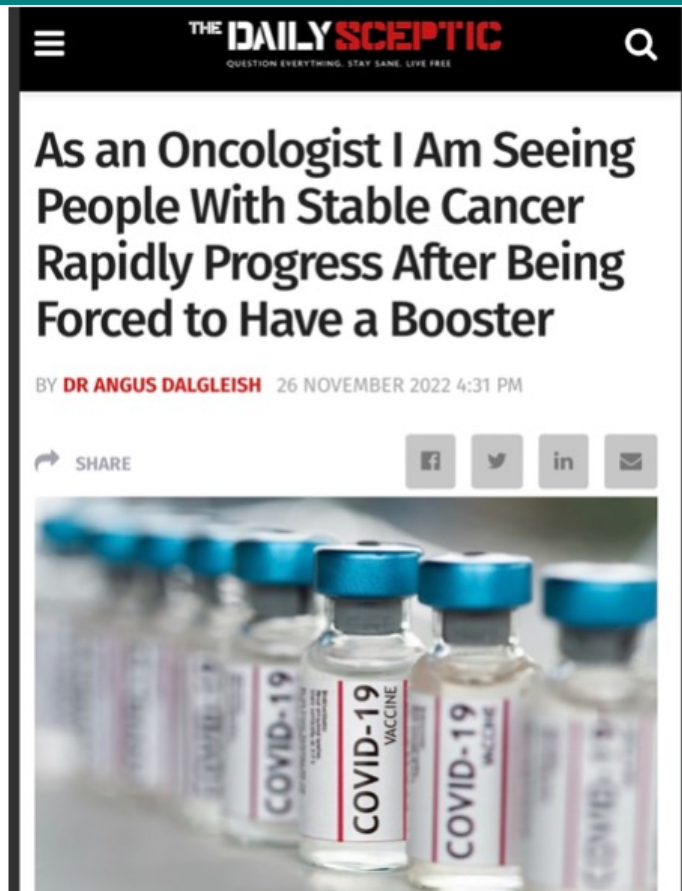 THE DAILY SCEPTIC
QUESTION EVERYTHING. STAY SANE. LIVE FREE
As an Oncologist I Am Seeing
People With Stable Cancer
Rapidly Progress After Being
Forced to Have a Booster
BY DR ANGUS DALGLEISH 26 NOVEMBER 2022 4:31 PM
SHARE
COVID-19
COVID-19
VACCINE
COVID-19
VACCINE
COVID-19